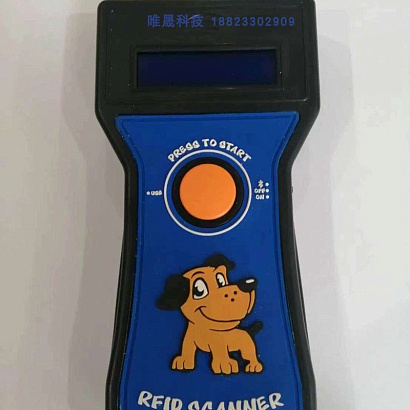 唯晟科技 18823302909
PRESS TO START
USB
OFF
ON
RFID SCANNER